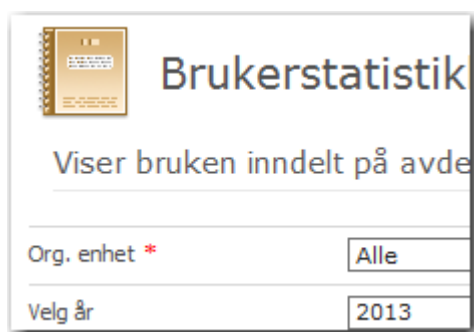 Brukerstatistik
Viser bruken inndelt på avde
Org. enhet * Alle
Velg år 2013